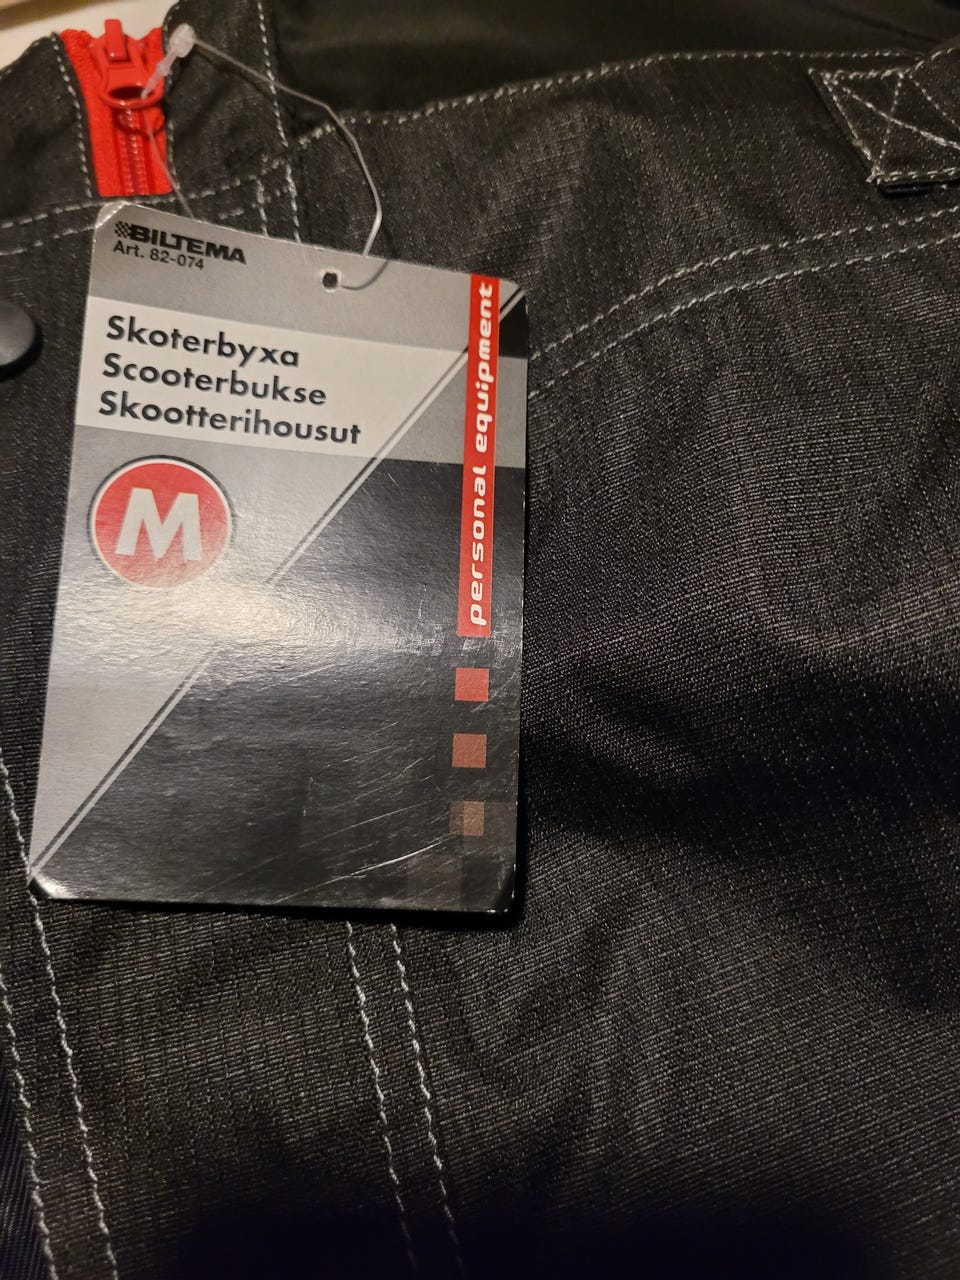 BILTEMA
Art. 82-074
Skoterbyxa
Scooterbukse
Skootterihousut
M
personal equipment